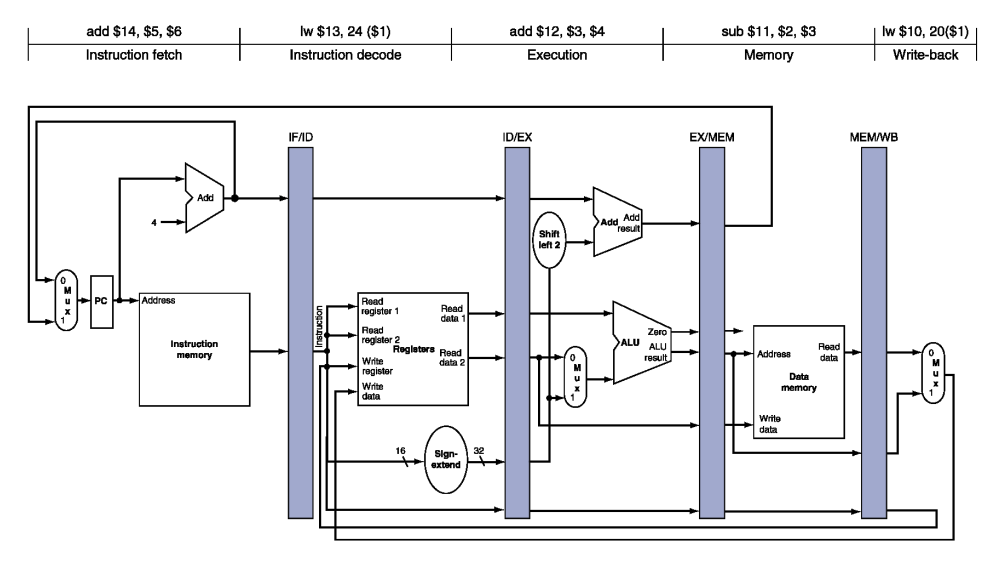 add $14, $5, $6
lw $13, 24 ($1)
add $12, $3, $4
sub $11, $2, $3
lw $10, 20($1)
Instruction fetch
Instruction decode
Execution
Memory
Write-back
IF/ID
ID/EX
EX/MEM
MEM/WB
Add
4
Shift
left 2
Add
Add
result
0
M
u
x
1
PC
Address
Instruction
memory
Instruction
Read
register 1
Read
register 2
Registers
Write
register
Write
data
Read
data 1
Read
data 2
0
M
u
x
1
Zero
ALU
ALU
result
Address
Read
data
Data
memory
Write
data
0
M
u
x
1
16
Sign-
extend
32